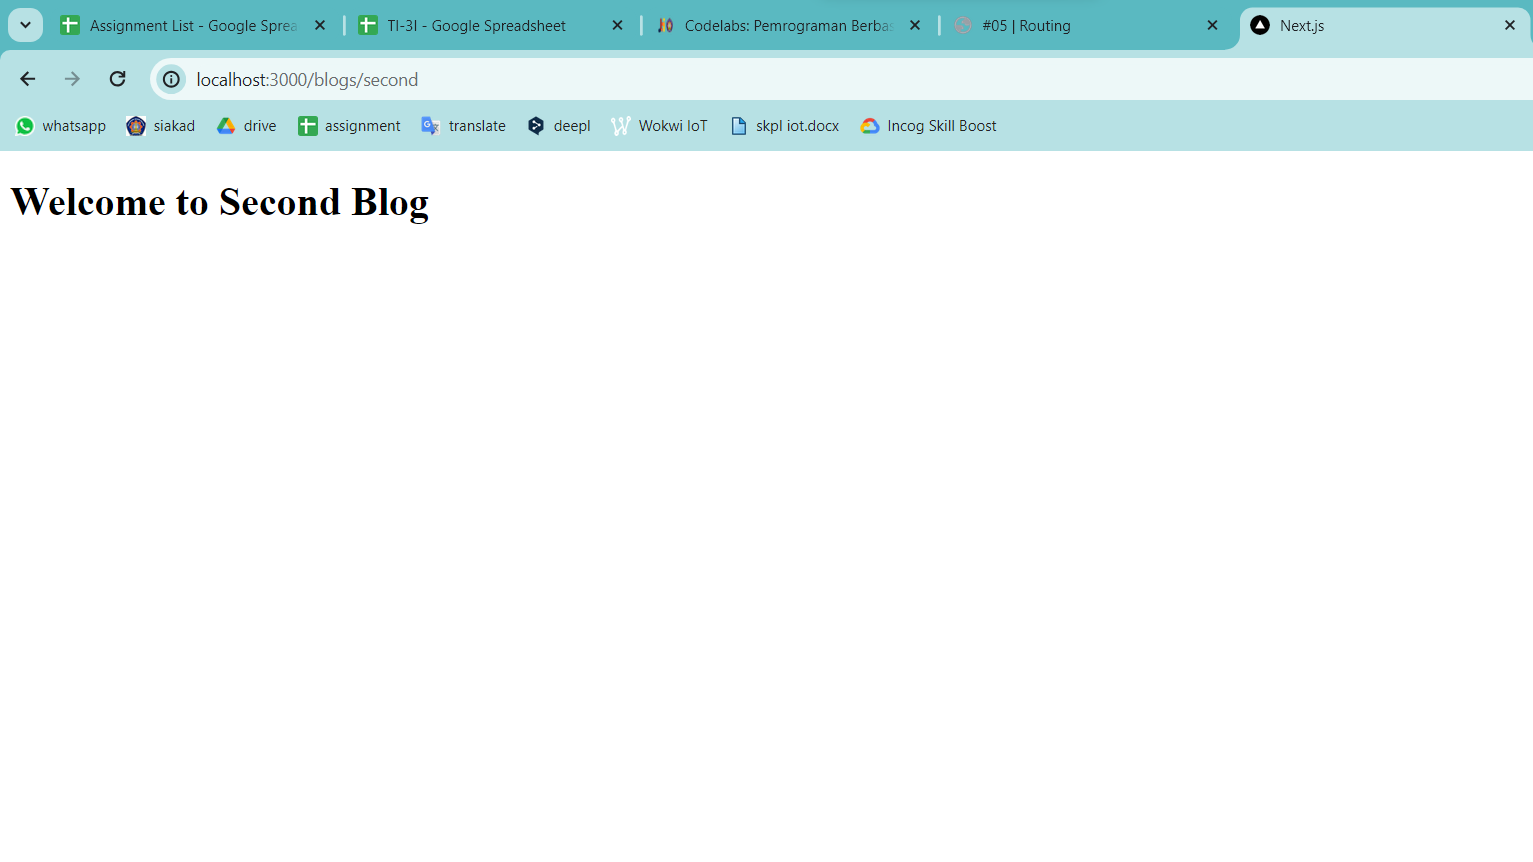 Assignment List - Google Sprea
TI-3I - Google Spreadsheet
Codelabs: Pemrograman Berbas
#05 | Routing
Next.js
localhost:3000/blogs/second
whatsapp
siakad
drive
assignment
translate
deepl
Wokwi IoT
skpl iot.docx
Incog Skill Boost
Welcome to Second Blog